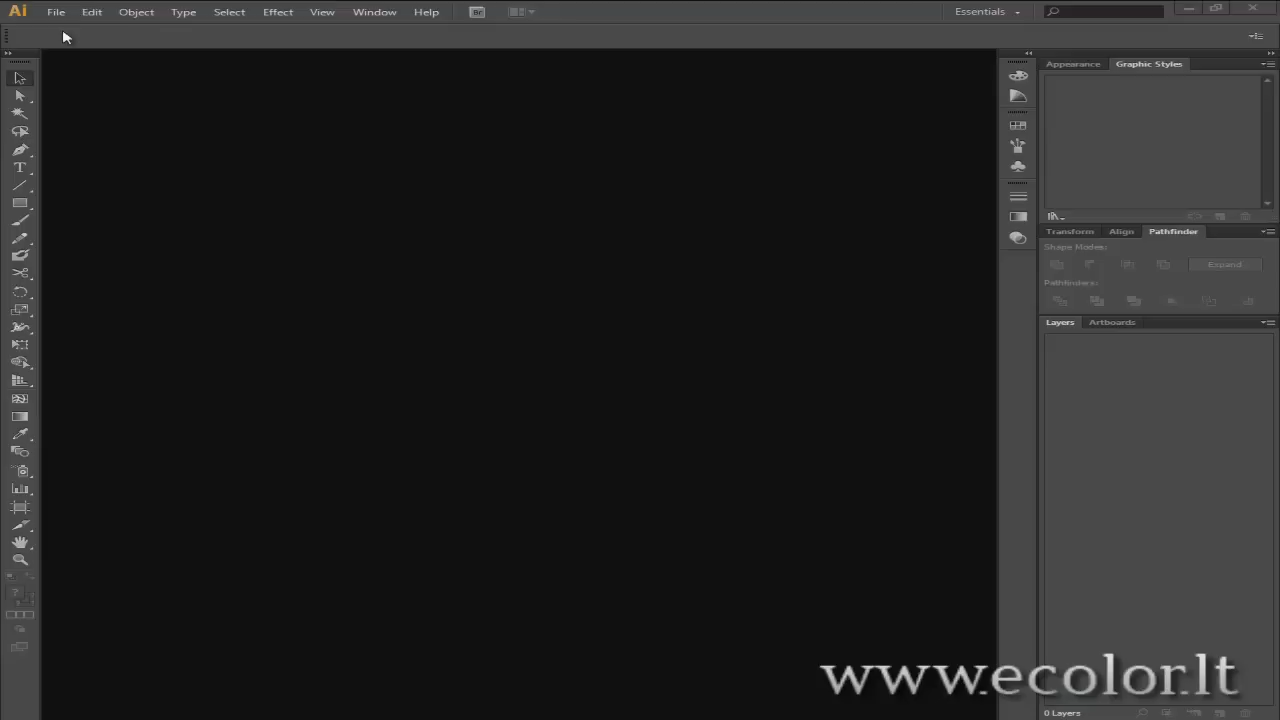 Ai File Edit Object Type Select Effect View Window Help Br Essentials
Appearance Graphic Styles
Transform Align Pathfinder
Shape Modes:
Expand
Pathfinders:
Layers Artboards
T
?
www.ecolor.lt
0 Layers